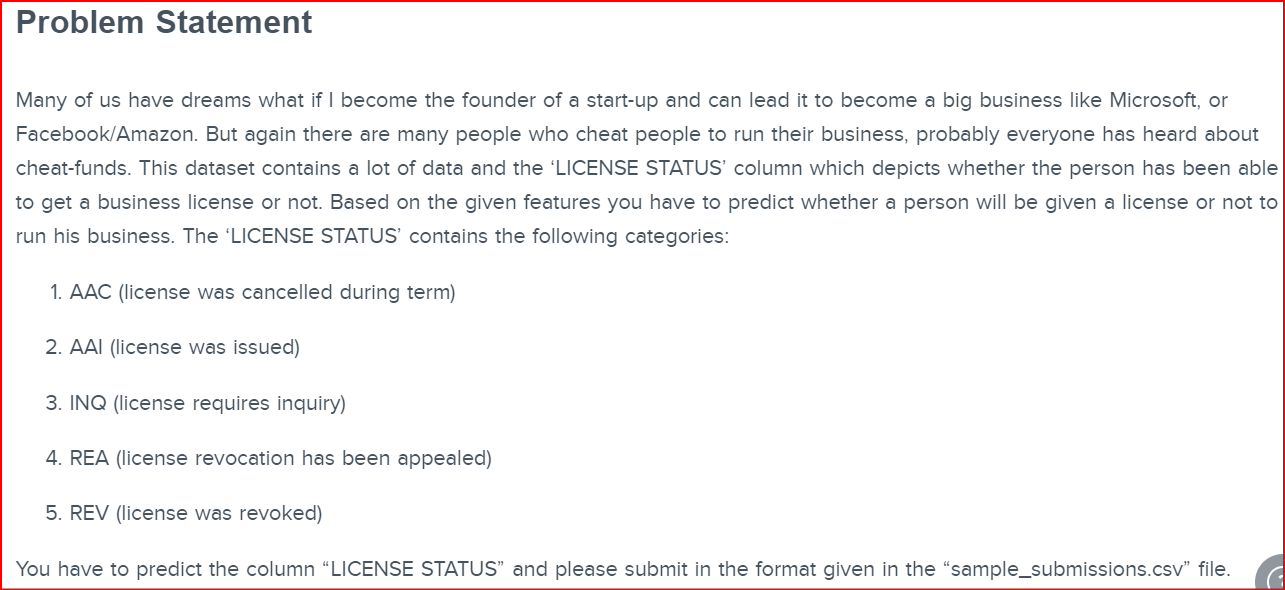 Problem Statement
Many of us have dreams what if I become the founder of a start-up and can lead it to become a big business like Microsoft, or
Facebook/Amazon. But again there are many people who cheat people to run their business, probably everyone has heard about
cheat-funds. This dataset contains a lot of data and the ‘LICENSE STATUS’ column which depicts whether the person has been able
to get a business license or not. Based on the given features you have to predict whether a person will be given a license or not to
run his business. The ‘LICENSE STATUS’ contains the following categories:
1. AAC (license was cancelled during term)
2. AAI (license was issued)
3. INQ (license requires inquiry)
4. REA (license revocation has been appealed)
5. REV (license was revoked)
You have to predict the column “LICENSE STATUS” and please submit in the format given in the “sample_submissions.csv” file.